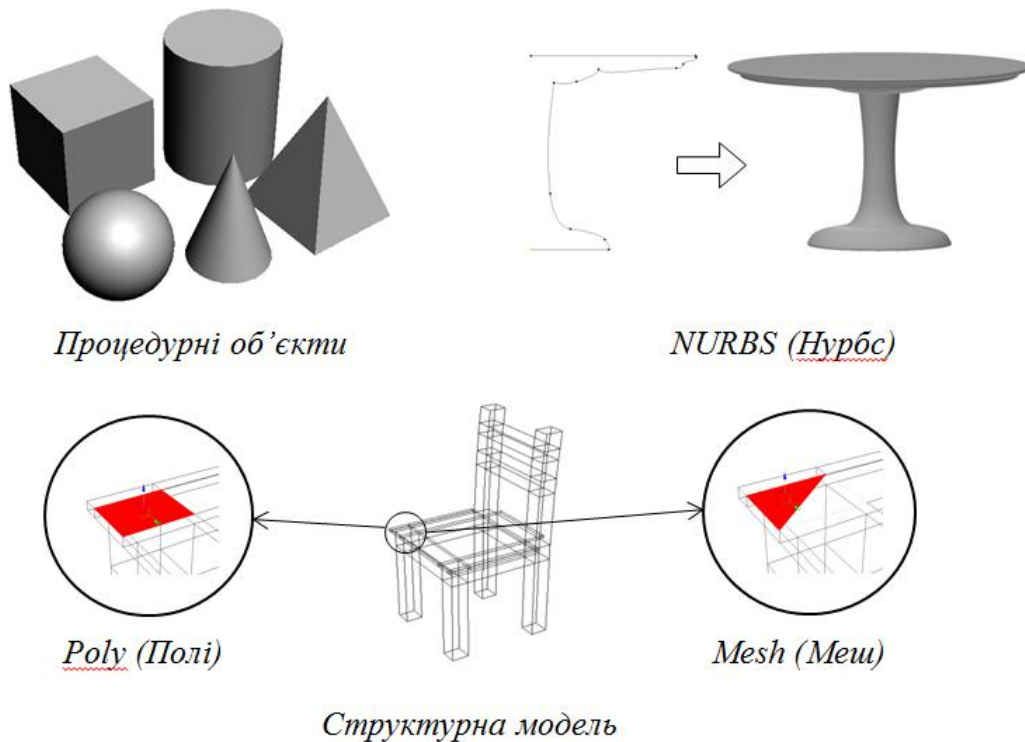 Процедурні об’єкти
NURBS (Нурбс)
Poly (Полі)
Mesh (Меш)
Структурна модель